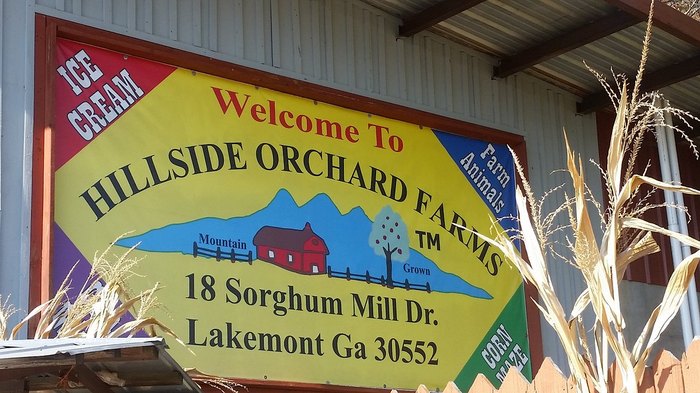 ICE
CREAM
Welcome To
Farm
Animals
HILLSIDE ORCHARD FARMS
TM
Mountain
Grown
18 Sorghum Mill Dr.
Lakemont Ga 30552
CORN
MAZE